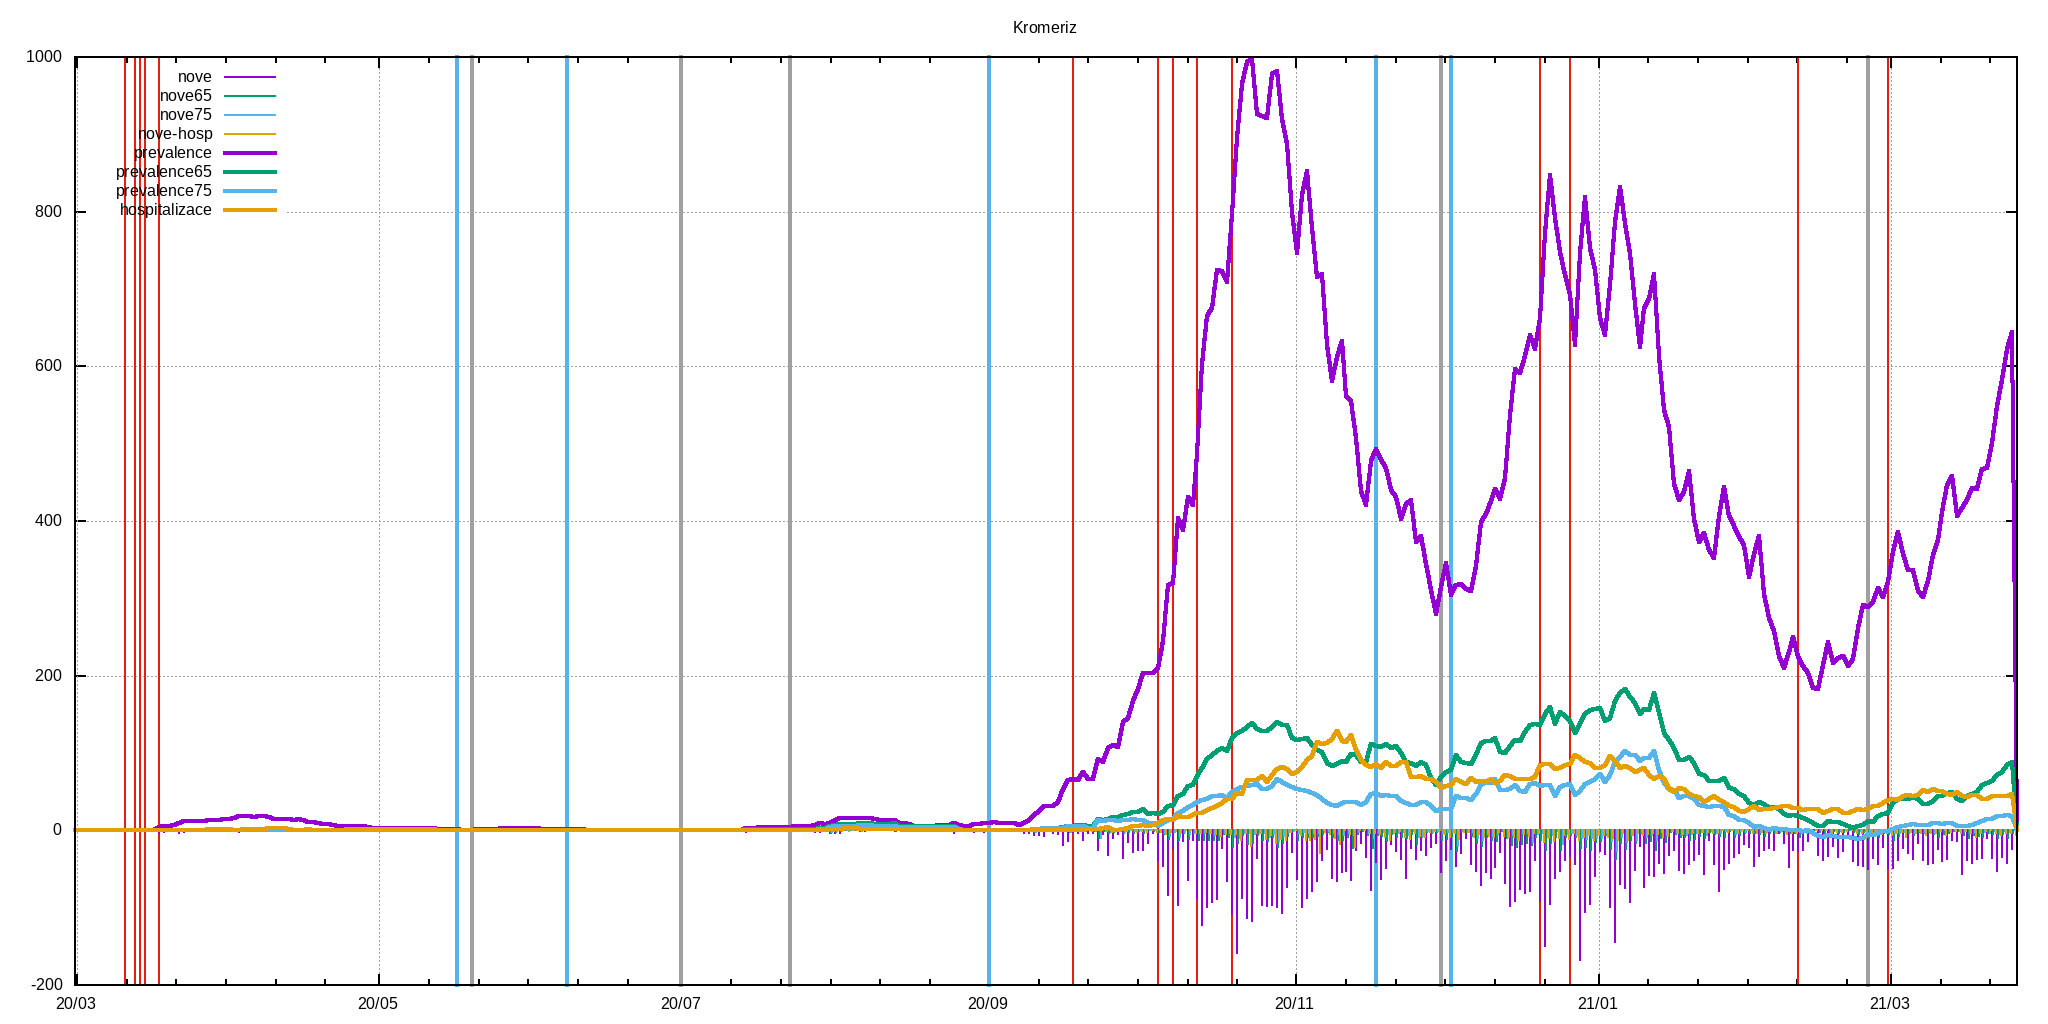 Kromeriz
1000
800
600
400
200
0
-200
nove
nove65
nove75
nove-hosp
prevalence
prevalence65
prevalence75
hospitalizace
20/03 20/05 20/07 20/09 20/11 21/01 21/03